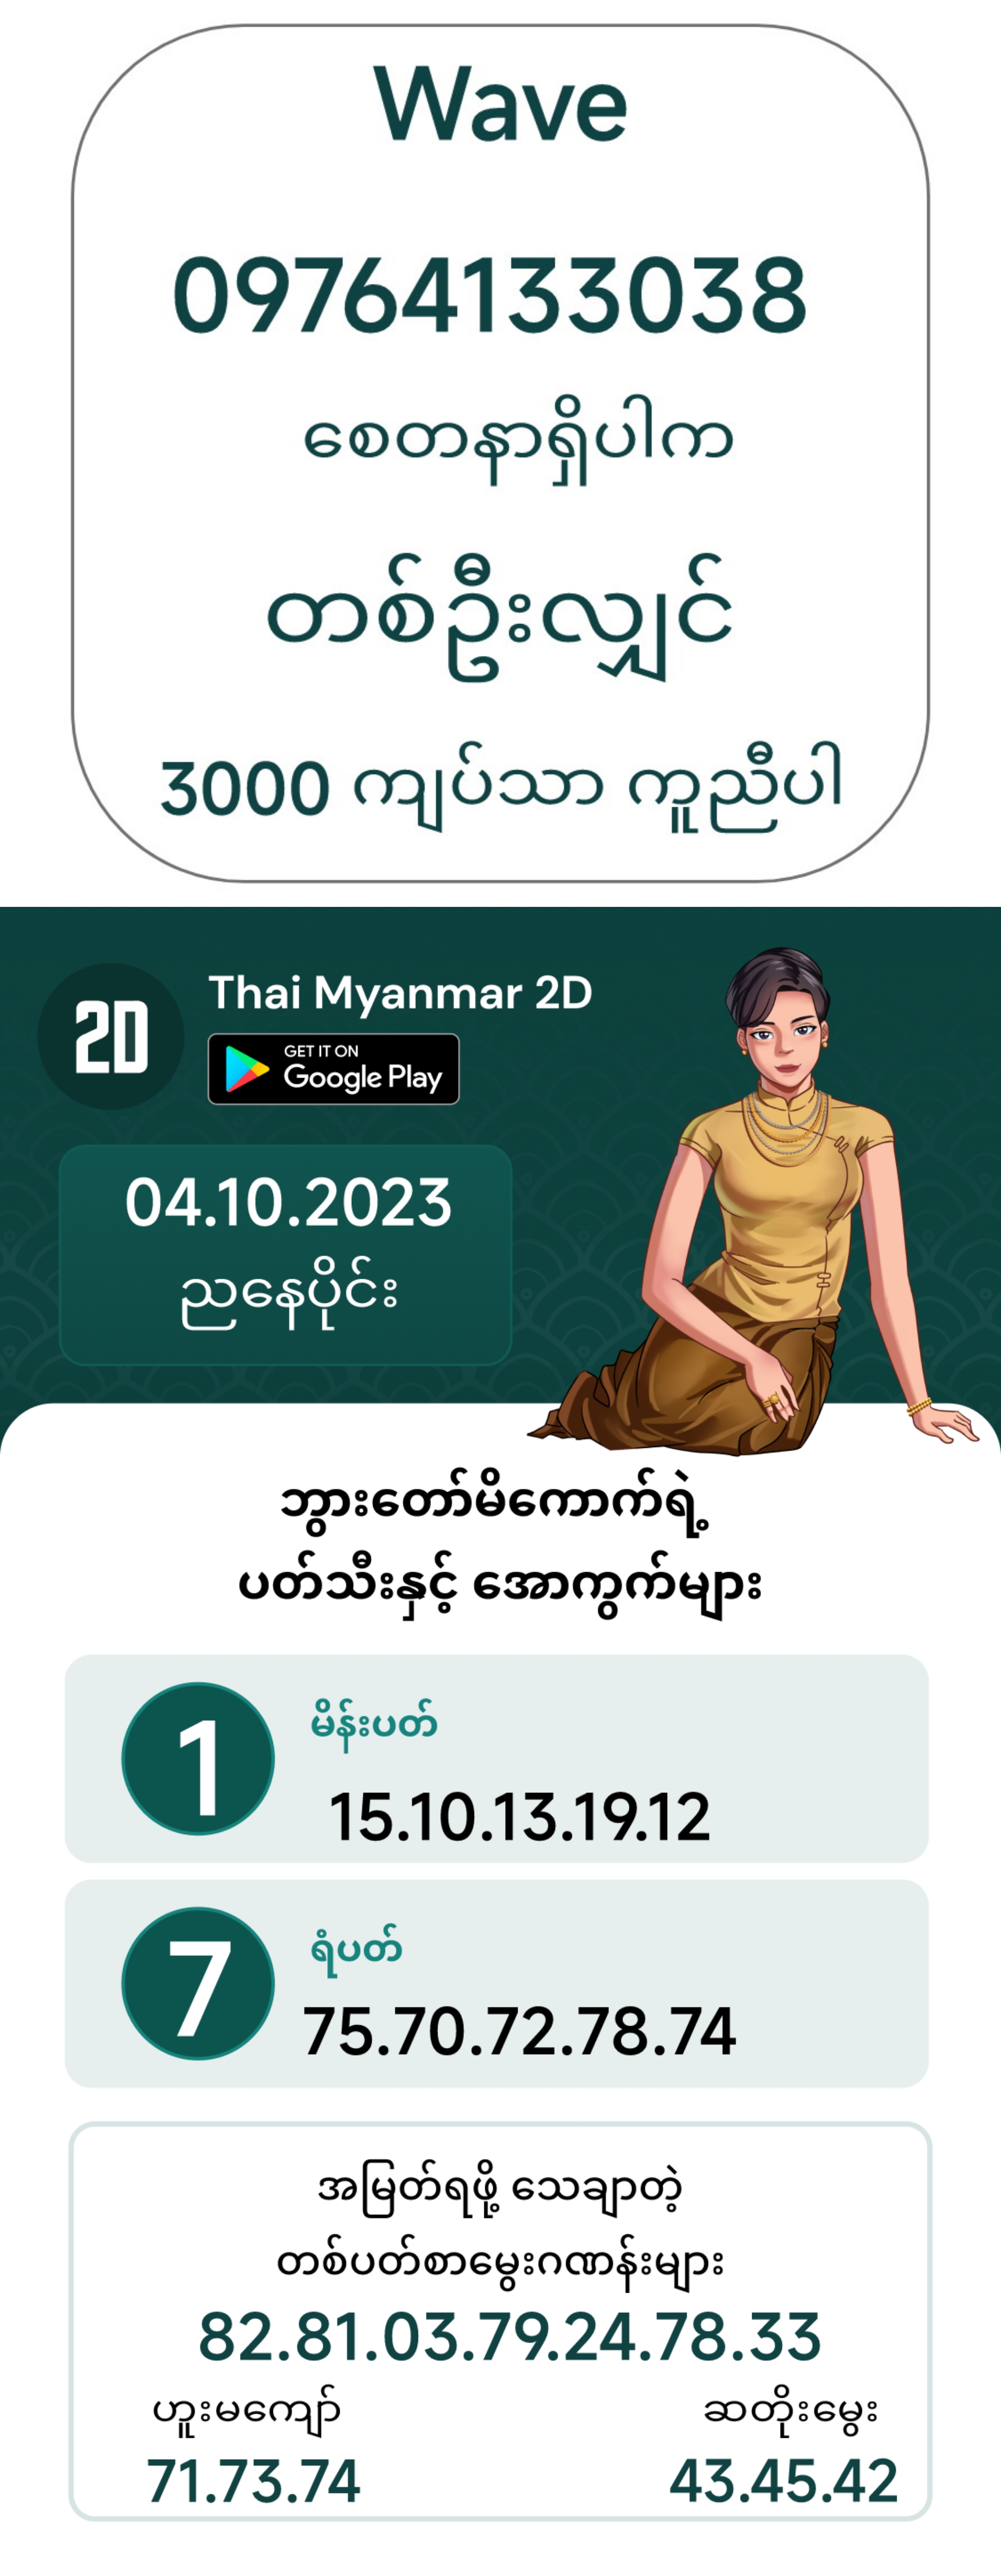 Wave
09764133038
စေတနာရှိပါက
တစ်ဦးလျှင်
3000 ကျပ်သာ ကူညီပါ
2D
Thai Myanmar 2D
GET IT ON
Google Play
04.10.2023
ညနေပိုင်း
ဘွားတော်မိကောက်ရဲ့
ပတ်သီးနှင့် အောကွက်များ
1
မိန်းပတ်
15.10.13.19.12
7
ရံပတ်
75.70.72.78.74
အမြတ်ရဖို့ သေချာတဲ့
တစ်ပတ်စာမွေးဂဏန်းများ
82.81.03.79.24.78.33
ဟူးမကျော် ဆတိုးမွေး
71.73.74 43.45.42